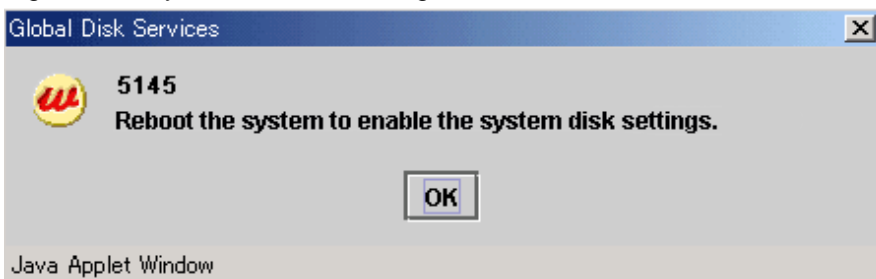 Global Disk Services
5145
Reboot the system to enable the system disk settings.
OK
Java Applet Window